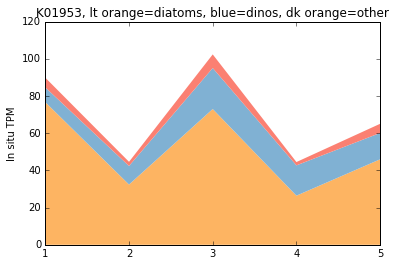 K01953, lt orange=diatoms, blue=dinos, dk orange=other
120
100
80
60
40
20
0
In situ TPM
1 2 3 4 5